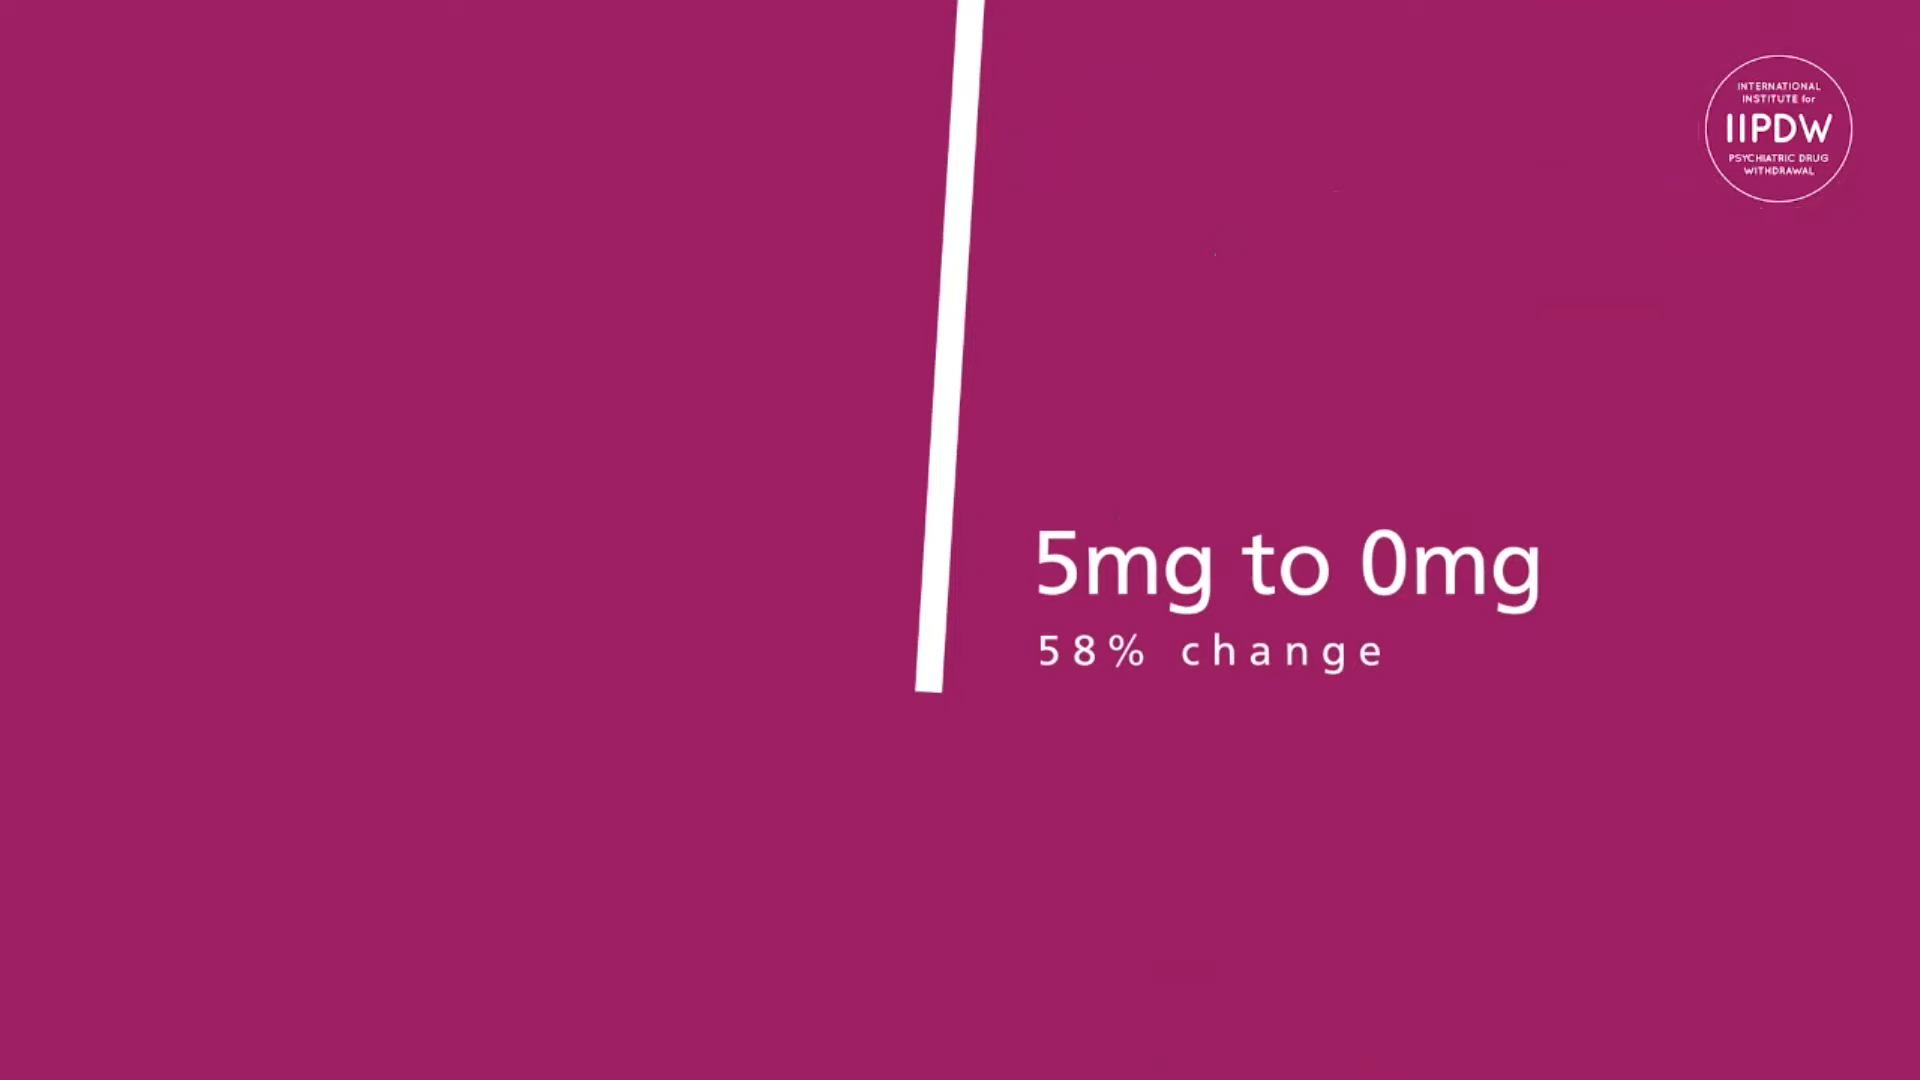 INTERNATIONAL
INSTITUTE for
IIPDW
PSYCHIATRIC DRUG
WITHDRAWAL
5mg to 0mg
58% change